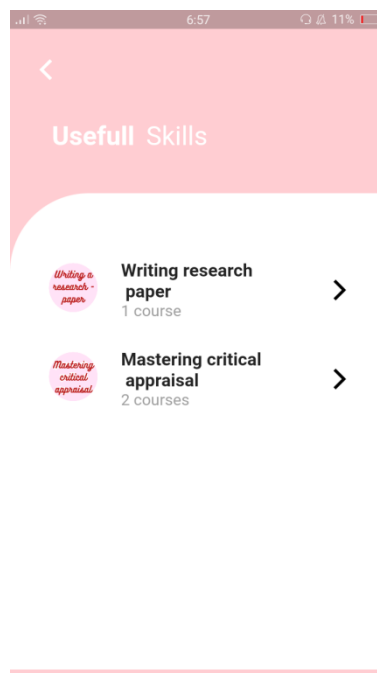 6:57
11%
Usefull Skills
Writing a
research -
paper
Writing research
paper
1 course
Mastering
critical
appraisal
Mastering critical
appraisal
2 courses